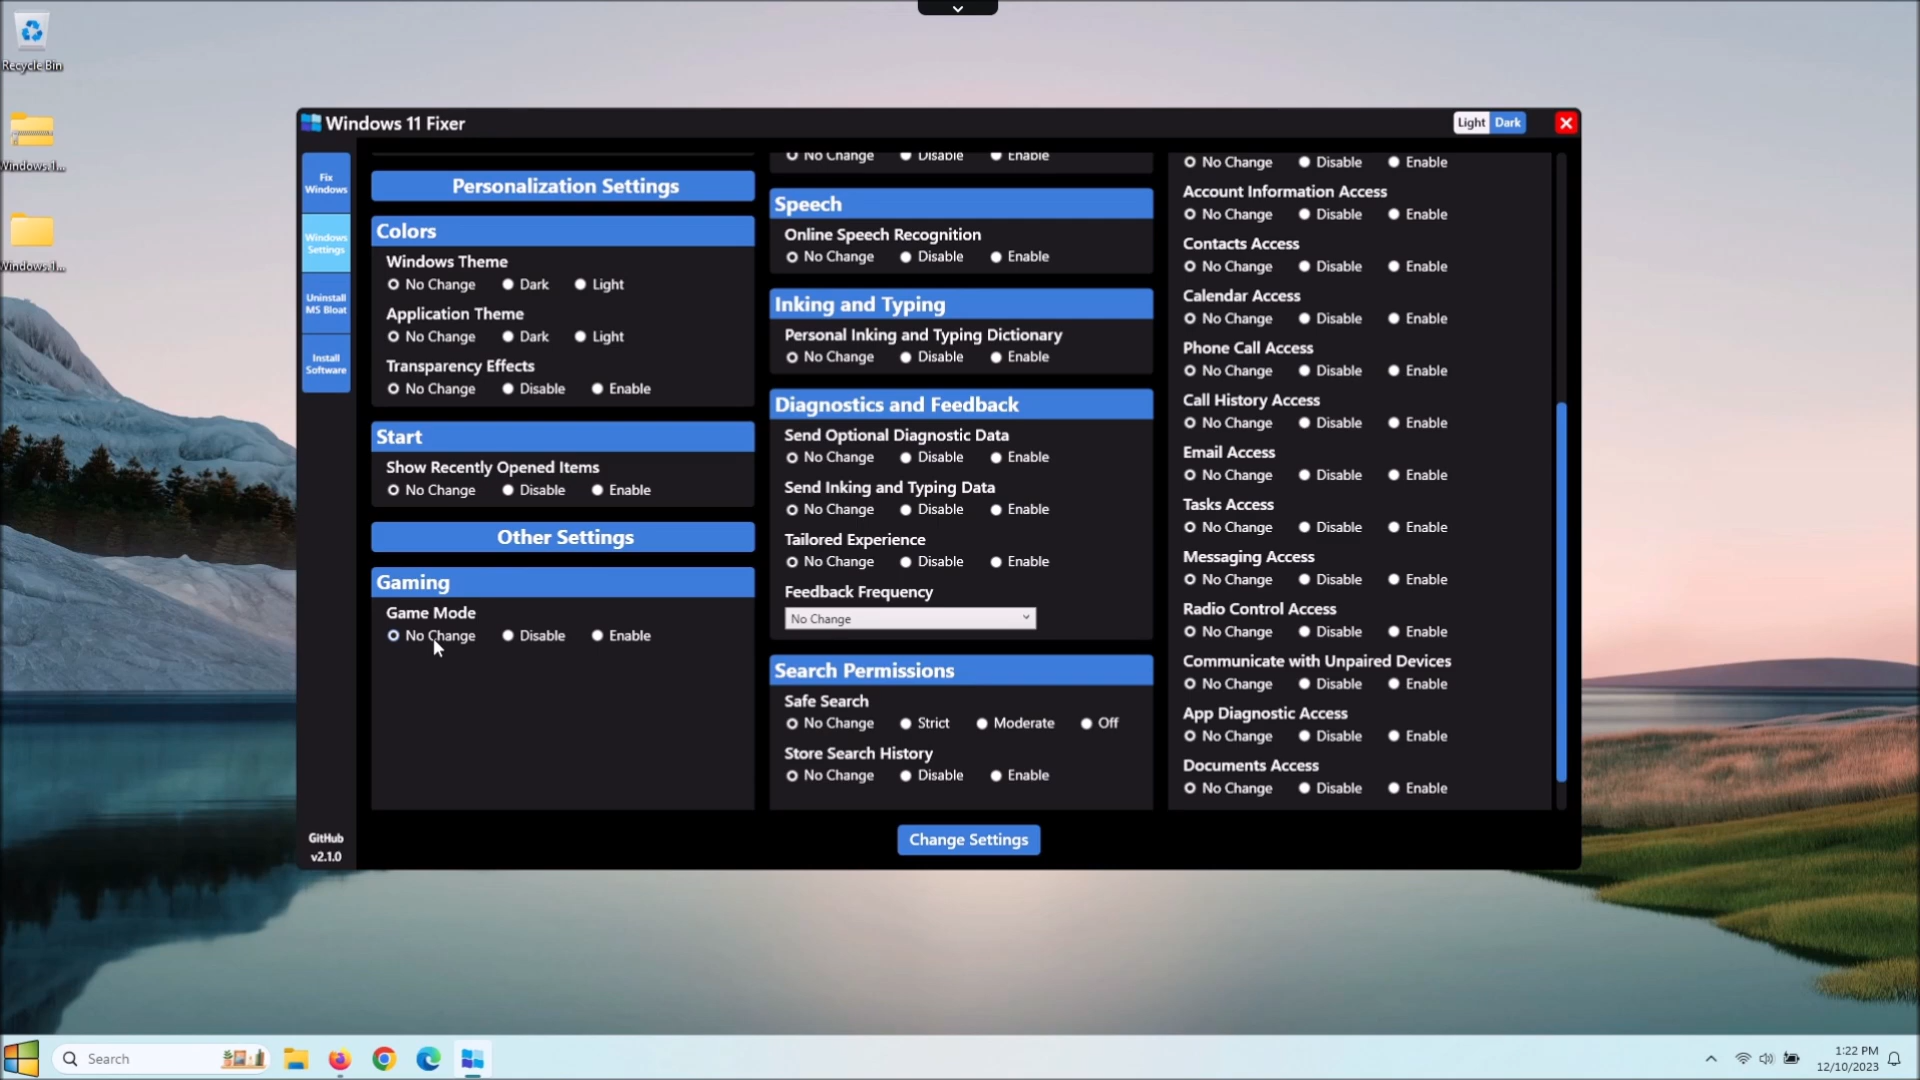 Recycle Bin
Windows.1l...
Windows.1l...
Windows 11 Fixer
Light Dark
Fix
Windows
Windows
Settings
Uninstall
MS Bloat
Install
Software
GitHub
v2.1.0
Personalization Settings
Colors
Windows Theme
No Change Dark Light
Application Theme
No Change Dark Light
Transparency Effects
No Change Disable Enable
Start
Show Recently Opened Items
No Change Disable Enable
Other Settings
Gaming
Game Mode
No Change Disable Enable
No Change Disable Enable
Speech
Online Speech Recognition
No Change Disable Enable
Inking and Typing
Personal Inking and Typing Dictionary
No Change Disable Enable
Diagnostics and Feedback
Send Optional Diagnostic Data
No Change Disable Enable
Send Inking and Typing Data
No Change Disable Enable
Tailored Experience
No Change Disable Enable
Feedback Frequency
No Change
Search Permissions
Safe Search
No Change Strict Moderate Off
Store Search History
No Change Disable Enable
No Change Disable Enable
Account Information Access
No Change Disable Enable
Contacts Access
No Change Disable Enable
Calendar Access
No Change Disable Enable
Phone Call Access
No Change Disable Enable
Call History Access
No Change Disable Enable
Email Access
No Change Disable Enable
Tasks Access
No Change Disable Enable
Messaging Access
No Change Disable Enable
Radio Control Access
No Change Disable Enable
Communicate with Unpaired Devices
No Change Disable Enable
App Diagnostic Access
No Change Disable Enable
Documents Access
No Change Disable Enable
Change Settings
Search
1:22 PM
12/10/2023